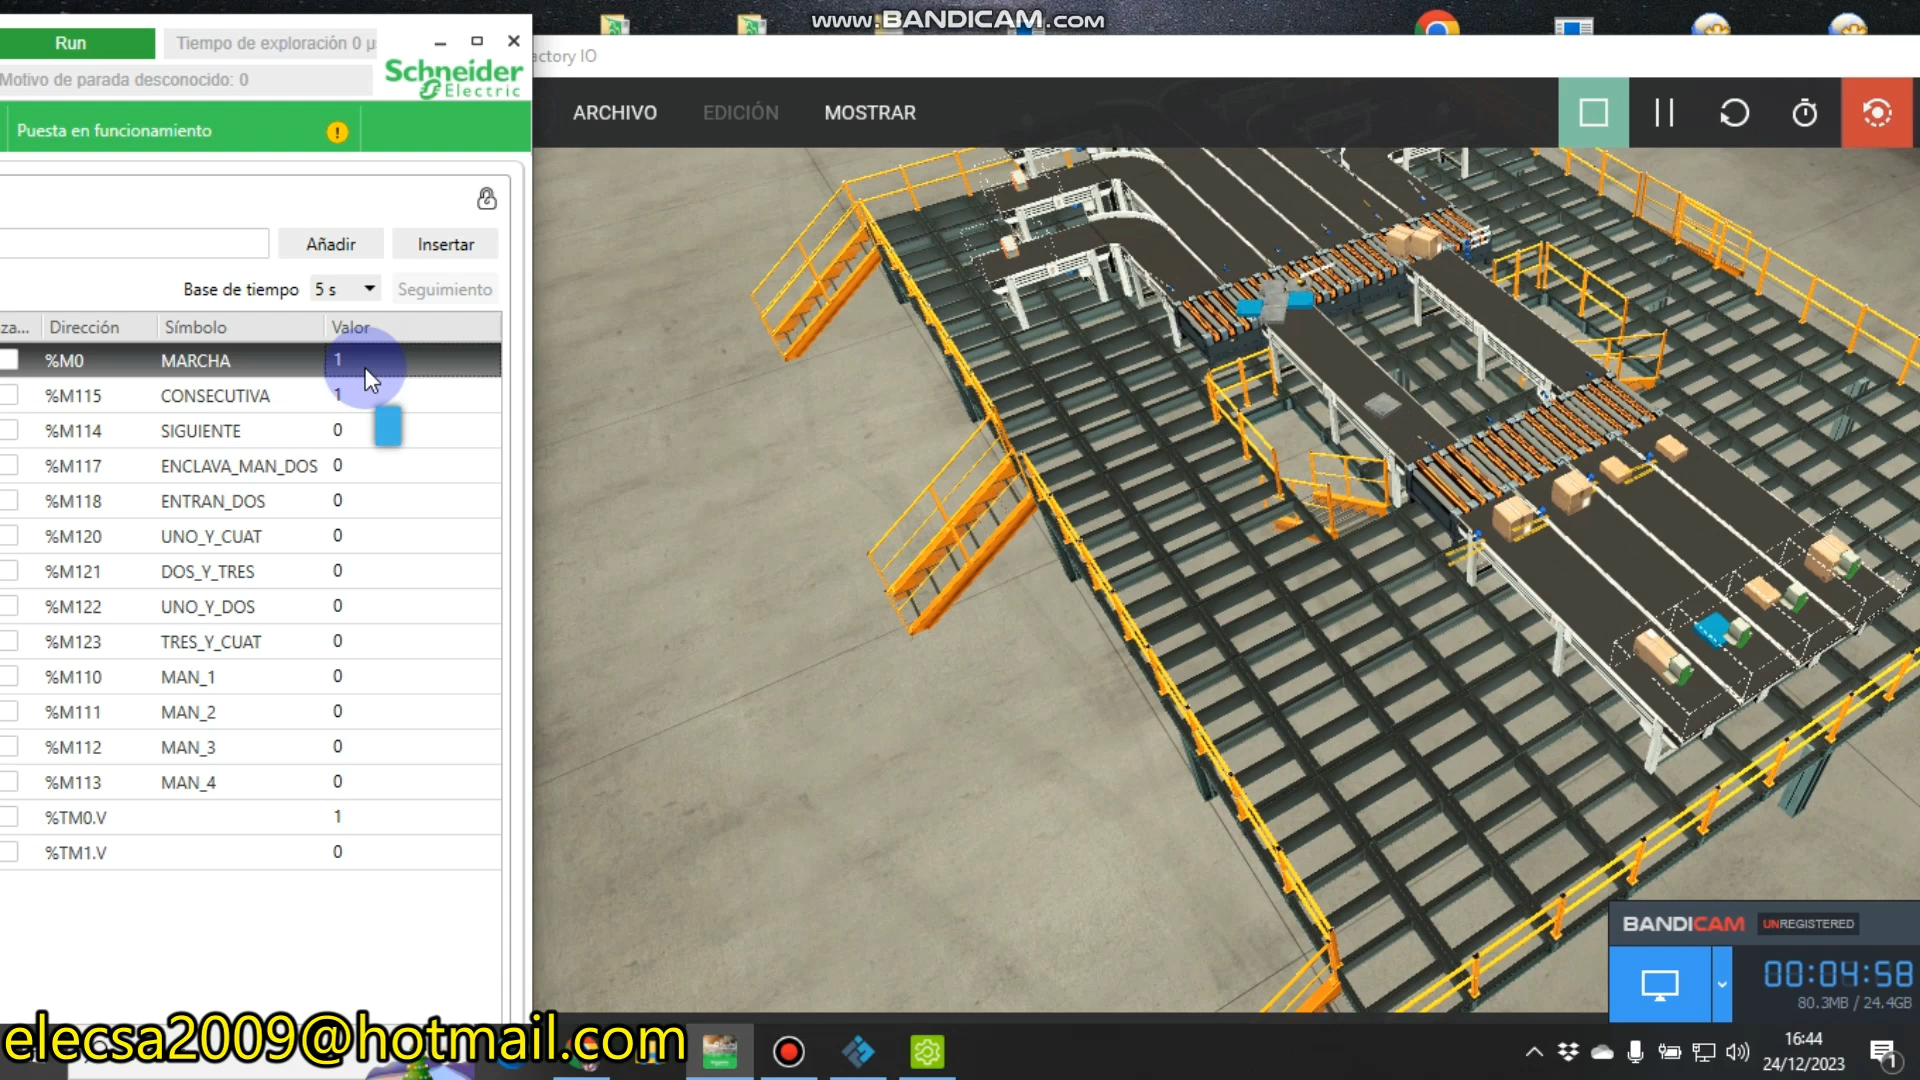 www.BANDICAM.com
Run
Tiempo de exploración 0 µs
Motivo de parada desconocido: 0
Schneider
Electric
actory IO
ARCHIVO
EDICIÓN
MOSTRAR
Puesta en funcionamiento
Añadir
Insertar
Base de tiempo
5 s
Seguimiento
za...
Dirección
Símbolo
Valor
%M0 MARCHA 1
%M115 CONSECUTIVA 1
%M114 SIGUIENTE 0
%M117 ENCLAVA_MAN_DOS 0
%M118 ENTRAN_DOS 0
%M120 UNO_Y_CUAT 0
%M121 DOS_Y_TRES 0
%M122 UNO_Y_DOS 0
%M123 TRES_Y_CUAT 0
%M110 MAN_1 0
%M111 MAN_2 0
%M112 MAN_3 0
%M113 MAN_4 0
%TM0.V 1
%TM1.V 0
BANDICAM UNREGISTERED
00:04:58
80.3MB / 24.4GB
elecsa2009@hotmail.com
16:44
24/12/2023
1